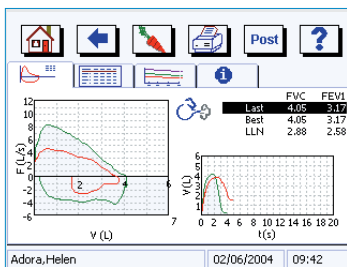 Post ?
i
FVC FEV1
Last 4.05 3.17
Best 4.05 3.17
LLN 2.88 2.58
F(L/s)
12
10
8
6
4
2
0
-2
-4
-6
2 4 6
7
V (L)
V(L)
6
5
4
3
2
1
0
0 2 4 6 8 10 12 14 16 18 20
t(s)
Adora,Helen 02/06/2004 09:42